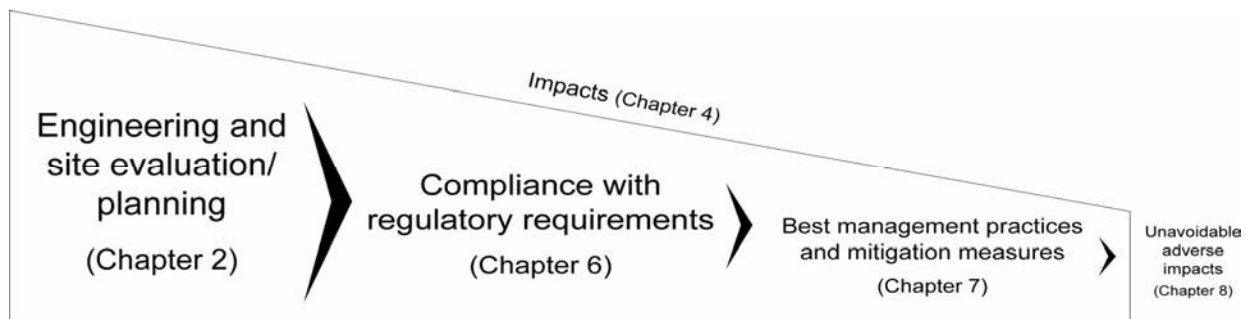 Impacts (Chapter 4)
Engineering and
site evaluation/
planning
(Chapter 2)
Compliance with
regulatory requirements
(Chapter 6)
Best management practices
and mitigation measures
(Chapter 7)
Unavoidable
adverse
impacts
(Chapter 8)